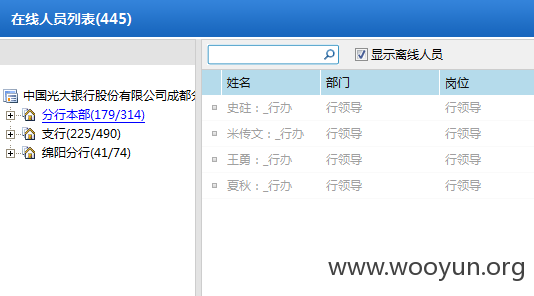 在线人员列表(445)
显示离线人员
中国光大银行股份有限公司成都
分行本部(179/314)
支行(225/490)
绵阳分行(41/74)
姓名 部门 岗位
史硅：_行办 行领导 行领导
米传文：_行办 行领导 行领导
王勇：_行办 行领导 行领导
夏秋：_行办 行领导 行领导
www.wooyun.org